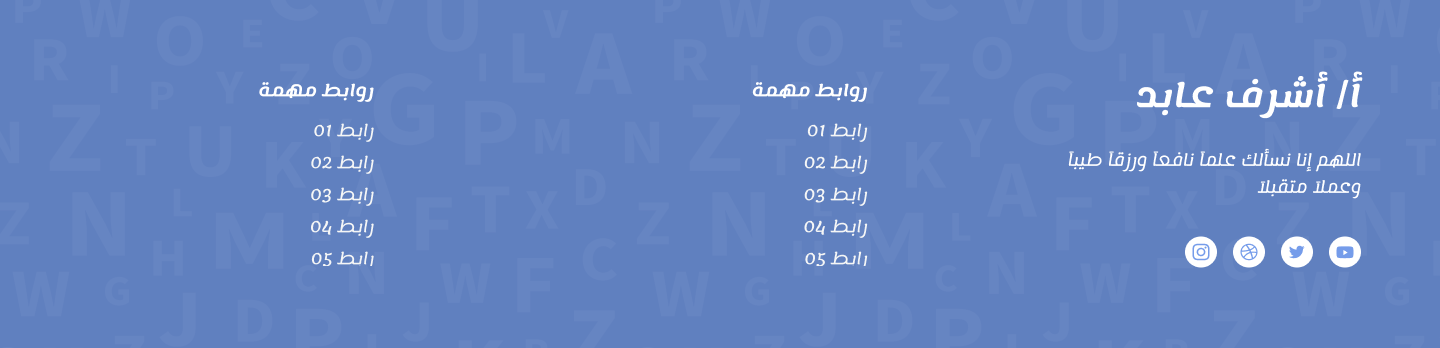 أ/ أشرف عابد
اللهم إنا نسألك علماً نافعاً ورزقاً طيباً
وعملاً متقبلاً
روابط مهمة
رابط 01
رابط 02
رابط 03
رابط 04
رابط 05
روابط مهمة
رابط 01
رابط 02
رابط 03
رابط 04
رابط 05